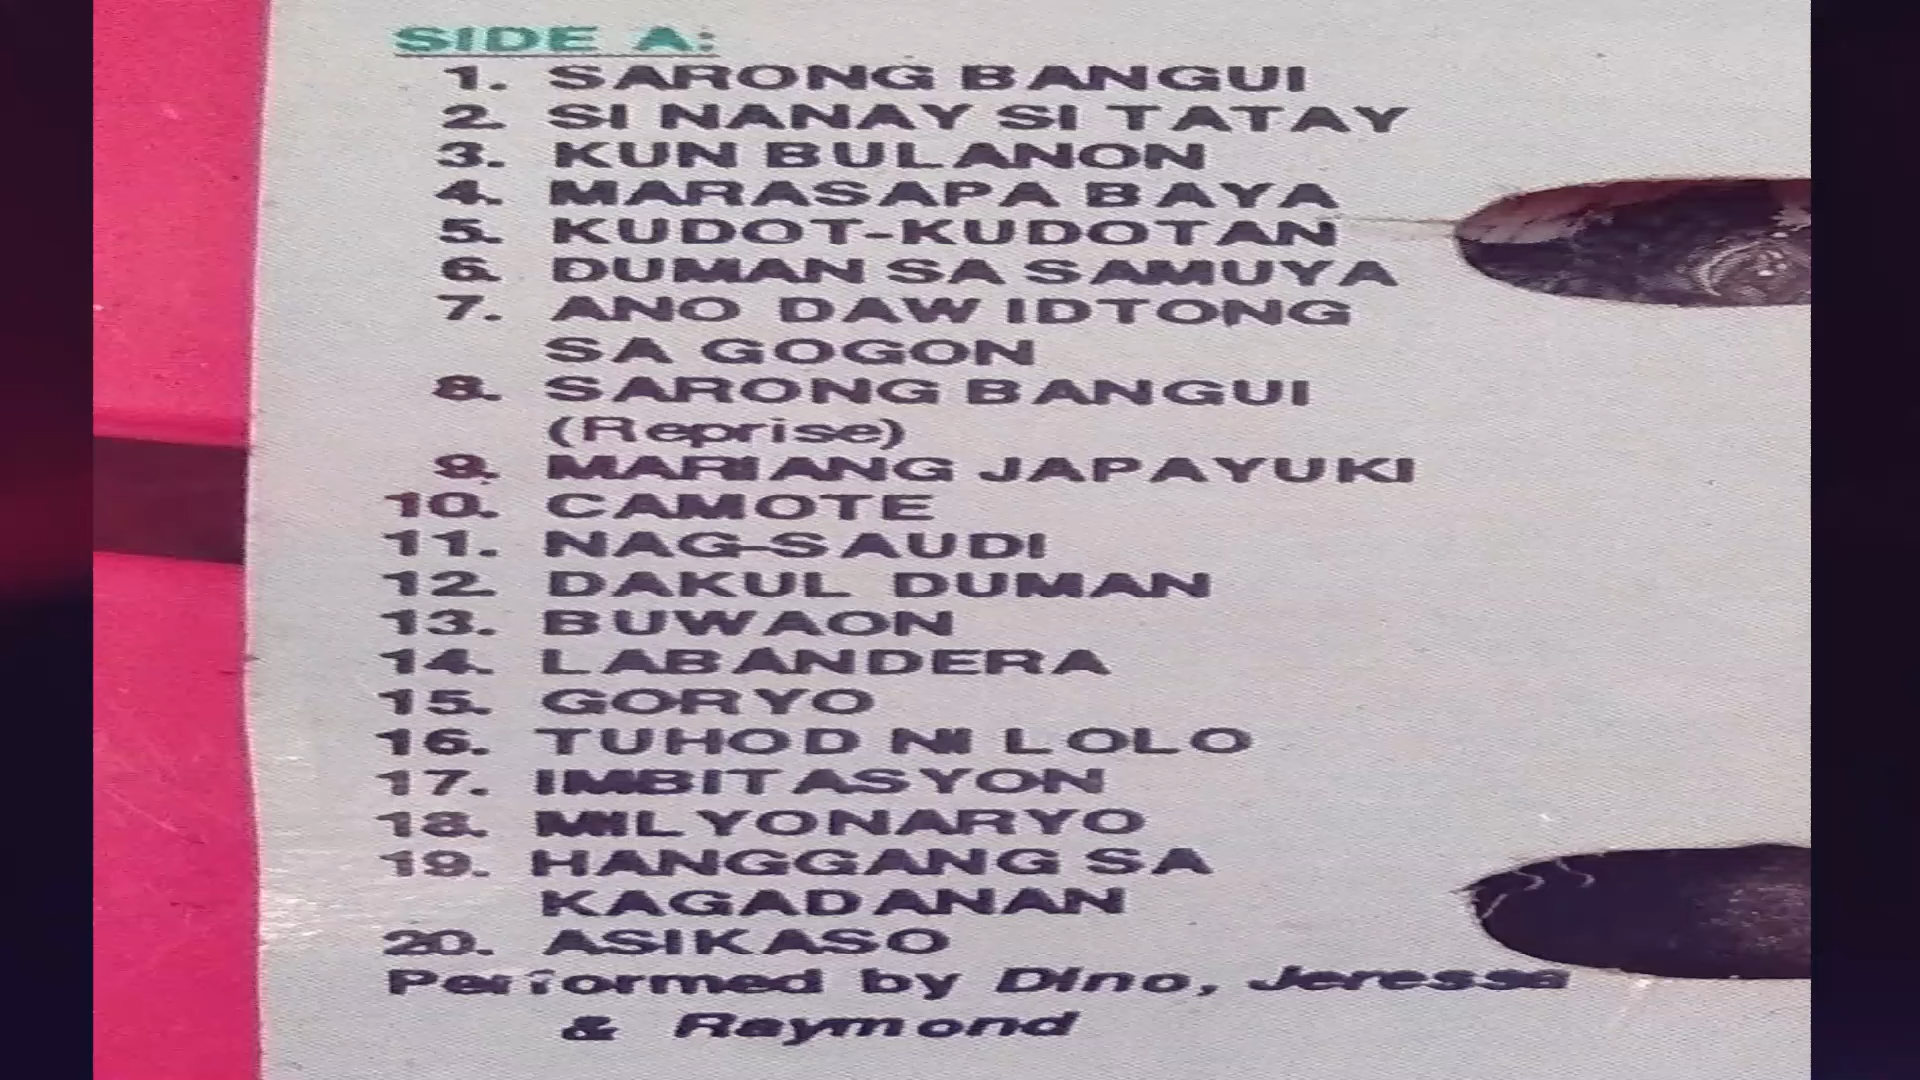 SIDE A:
1. SARONG BANGUI
2. SI NANAY SI TATAY
3. KUN BULANON
4. MARASAPA BAYA
5. KUDOT-KUDOTAN
6. DUMAN SA SAMUYA
7. ANO DAW IDTONG
SA GOGON
8. SARONG BANGUI
(Reprise)
9. MARIANG JAPAYUKI
10. CAMOTE
11. NAG-SAUDI
12. DAKUL DUMAN
13. BUWAON
14. LABANDERA
15. GORYO
16. TUHOD NI LOLO
17. IMBITASYON
18. MILYONARYO
19. HANGGANG SA
KAGADANAN
20. ASIKASO
Performed by Dino, Jeressa
& Raymond